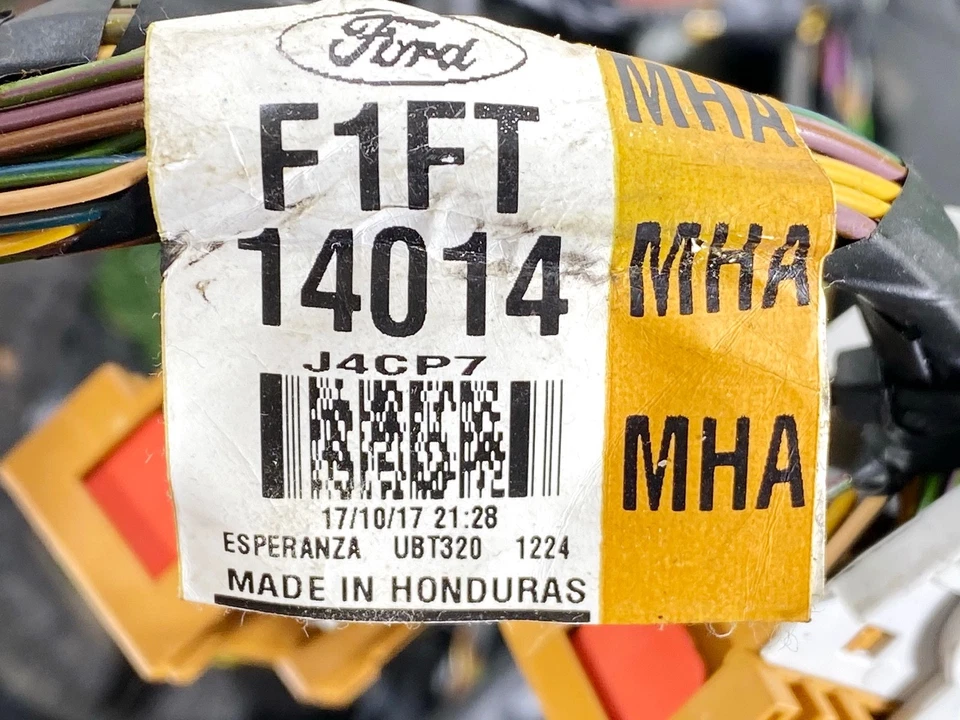 Ford
F1FT
14014
J4CP7
17/10/17 21:28
ESPERANZA UBT320 1224
MADE IN HONDURAS
MHA
MHA
MHA